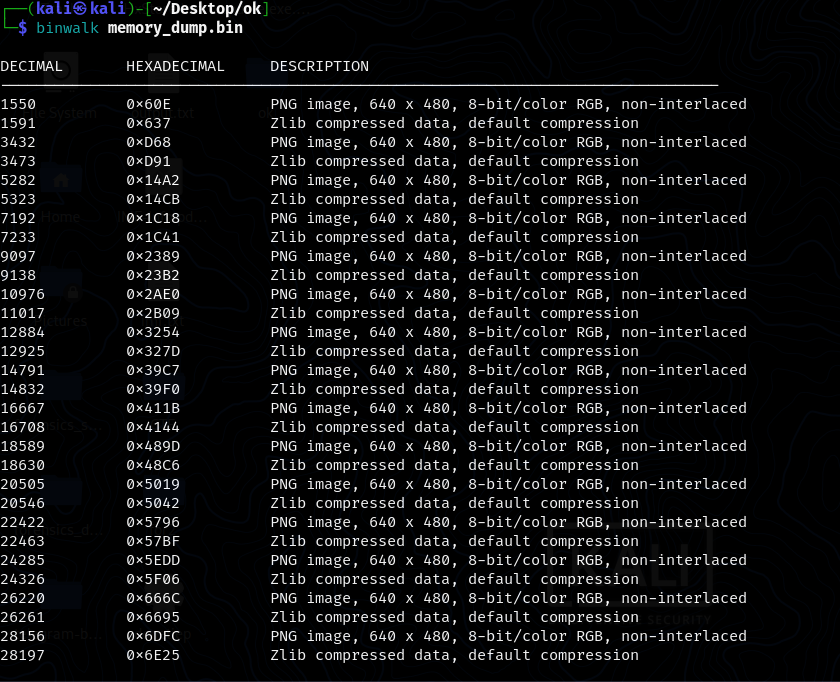 ┌──(kali㉿kali)-[~/Desktop/ok]
└─$ binwalk memory_dump.bin
DECIMAL HEXADECIMAL DESCRIPTION
1550 0×60E PNG image, 640 x 480, 8-bit/color RGB, non-interlaced
1591 0×637 Zlib compressed data, default compression
3432 0×D68 PNG image, 640 x 480, 8-bit/color RGB, non-interlaced
3473 0×D91 Zlib compressed data, default compression
5282 0×14A2 PNG image, 640 x 480, 8-bit/color RGB, non-interlaced
5323 0×14CB Zlib compressed data, default compression
7192 0×1C18 PNG image, 640 x 480, 8-bit/color RGB, non-interlaced
7233 0×1C41 Zlib compressed data, default compression
9097 0×2389 PNG image, 640 x 480, 8-bit/color RGB, non-interlaced
9138 0×23B2 Zlib compressed data, default compression
10976 0×2AE0 PNG image, 640 x 480, 8-bit/color RGB, non-interlaced
11017 0×2B09 Zlib compressed data, default compression
12884 0×3254 PNG image, 640 x 480, 8-bit/color RGB, non-interlaced
12925 0×327D Zlib compressed data, default compression
14791 0×39C7 PNG image, 640 x 480, 8-bit/color RGB, non-interlaced
14832 0×39F0 Zlib compressed data, default compression
16667 0×411B PNG image, 640 x 480, 8-bit/color RGB, non-interlaced
16708 0×4144 Zlib compressed data, default compression
18589 0×489D PNG image, 640 x 480, 8-bit/color RGB, non-interlaced
18630 0×48C6 Zlib compressed data, default compression
20505 0×5019 PNG image, 640 x 480, 8-bit/color RGB, non-interlaced
20546 0×5042 Zlib compressed data, default compression
22422 0×5796 PNG image, 640 x 480, 8-bit/color RGB, non-interlaced
22463 0×57BF Zlib compressed data, default compression
24285 0×5EDD PNG image, 640 x 480, 8-bit/color RGB, non-interlaced
24326 0×5F06 Zlib compressed data, default compression
26220 0×666C PNG image, 640 x 480, 8-bit/color RGB, non-interlaced
26261 0×6695 Zlib compressed data, default compression
28156 0×6DFC PNG image, 640 x 480, 8-bit/color RGB, non-interlaced
28197 0×6E25 Zlib compressed data, default compression